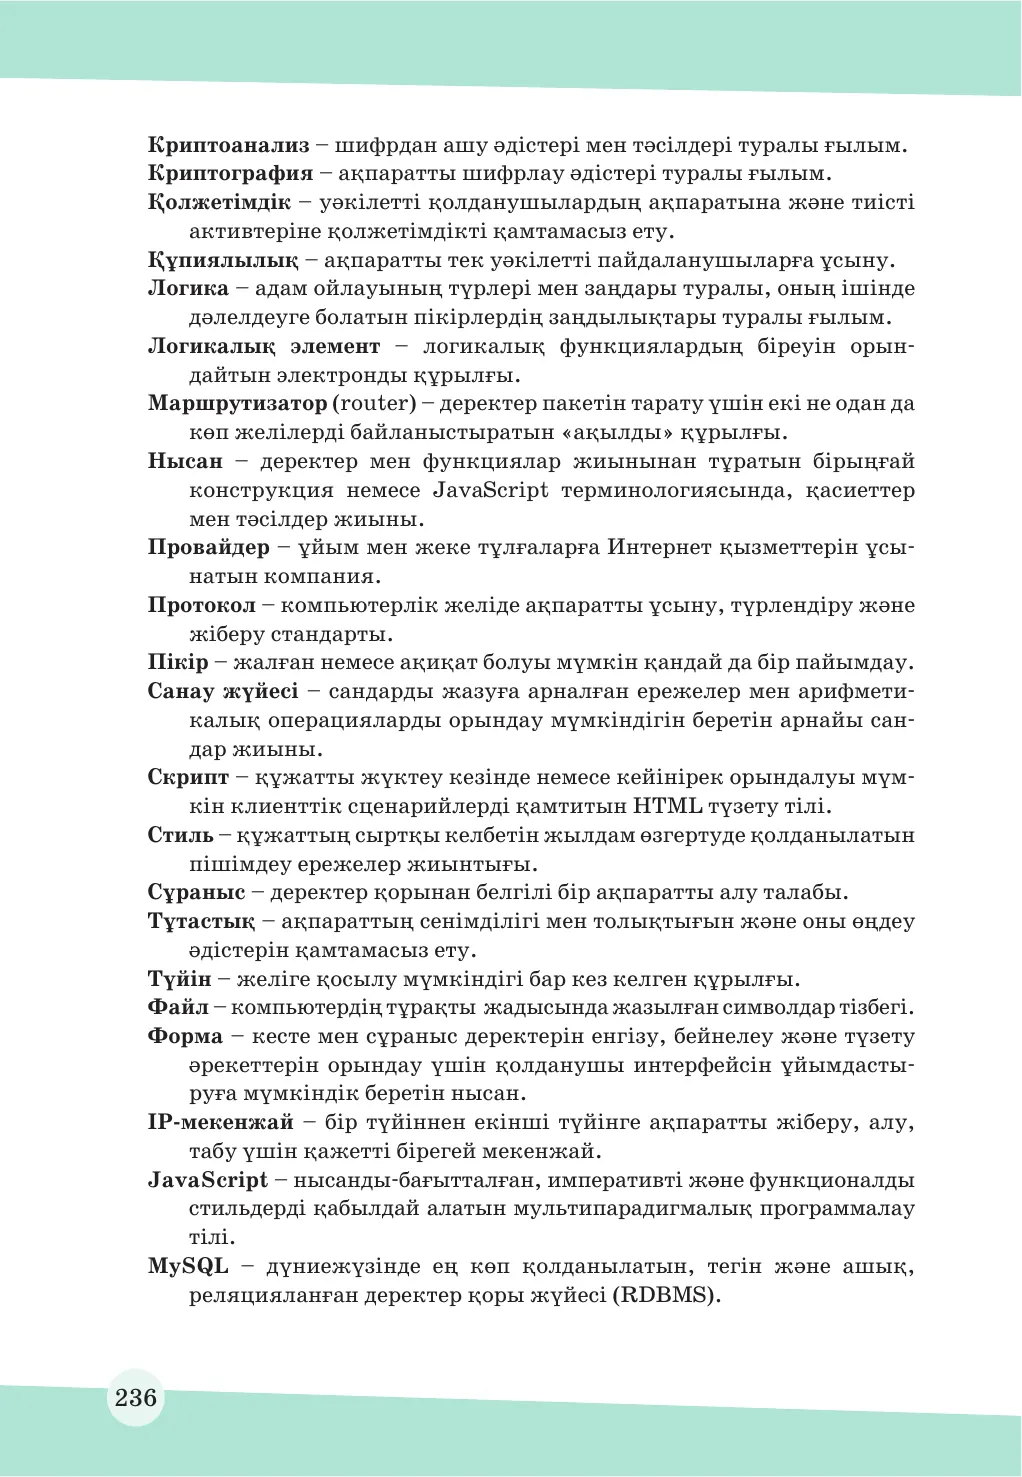 Криптоанализ – шифрдан ашу әдістері мен тәсілдері туралы ғылым.
Криптография – ақпаратты шифрлау әдістері туралы ғылым.
Қолжетімдік – уәкілетті қолданушылардың ақпаратына және тиісті
активтеріне қолжетімдікті қамтамасыз ету.
Құпиялылық – ақпаратты тек уәкілетті пайдаланушыларға ұсыну.
Логика – адам ойлауының түрлері мен заңдары туралы, оның ішінде
дәлелдеуге болатын пікірлердің заңдылықтары туралы ғылым.
Логикалық элемент – логикалық функциялардың біреуін орын-
дайтын электронды құрылғы.
Маршрутизатор (router) – деректер пакетін тарату үшін екі не одан да
көп желілерді байланыстыратын «ақылды» құрылғы.
Нысан – деректер мен функциялар жиынынан тұратын бірыңғай
конструкция немесе JavaScript терминологиясында, қасиеттер
мен тәсілдер жиыны.
Провайдер – ұйым мен жеке тұлғаларға Интернет қызметтерін ұсы-
натын компания.
Протокол – компьютерлік желіде ақпаратты ұсыну, түрлендіру және
жіберу стандарты.
Пікір – жалған немесе ақиқат болуы мүмкін қандай да бір пайымдау.
Санау жүйесі – сандарды жазуға арналған ережелер мен арифмети-
калық операцияларды орындау мүмкіндігін беретін арнайы сан-
дар жиыны.
Скрипт – құжатты жүктеу кезінде немесе кейінірек орындалуы мүм-
кін клиенттік сценарийлерді қамтитын HTML түзету тілі.
Стиль – құжаттың сыртқы келбетін жылдам өзгертуде қолданылатын
пішімдеу ережелер жиынтығы.
Сұраныс – деректер қорынан белгілі бір ақпаратты алу талабы.
Тұтастық – ақпараттың сенімділігі мен толықтығын және оны өңдеу
әдістерін қамтамасыз ету.
Түйін – желіге қосылу мүмкіндігі бар кез келген құрылғы.
Файл – компьютердің тұрақты жадысында жазылған символдар тізбегі.
Форма – кесте мен сұраныс деректерін енгізу, бейнелеу және түзету
әрекеттерін орындау үшін қолданушы интерфейсін ұйымдасты-
руға мүмкіндік беретін нысан.
IP-мекенжай – бір түйіннен екінші түйінге ақпаратты жіберу, алу,
табу үшін қажетті бірегей мекенжай.
JavaScript – нысанды-бағытталған, императивті және функционалды
стильдерді қабылдай алатын мультипарадигмалық программалау
тілі.
MySQL – дүниежүзінде ең көп қолданылатын, тегін және ашық,
реляцияланған деректер қоры жүйесі (RDBMS).
236